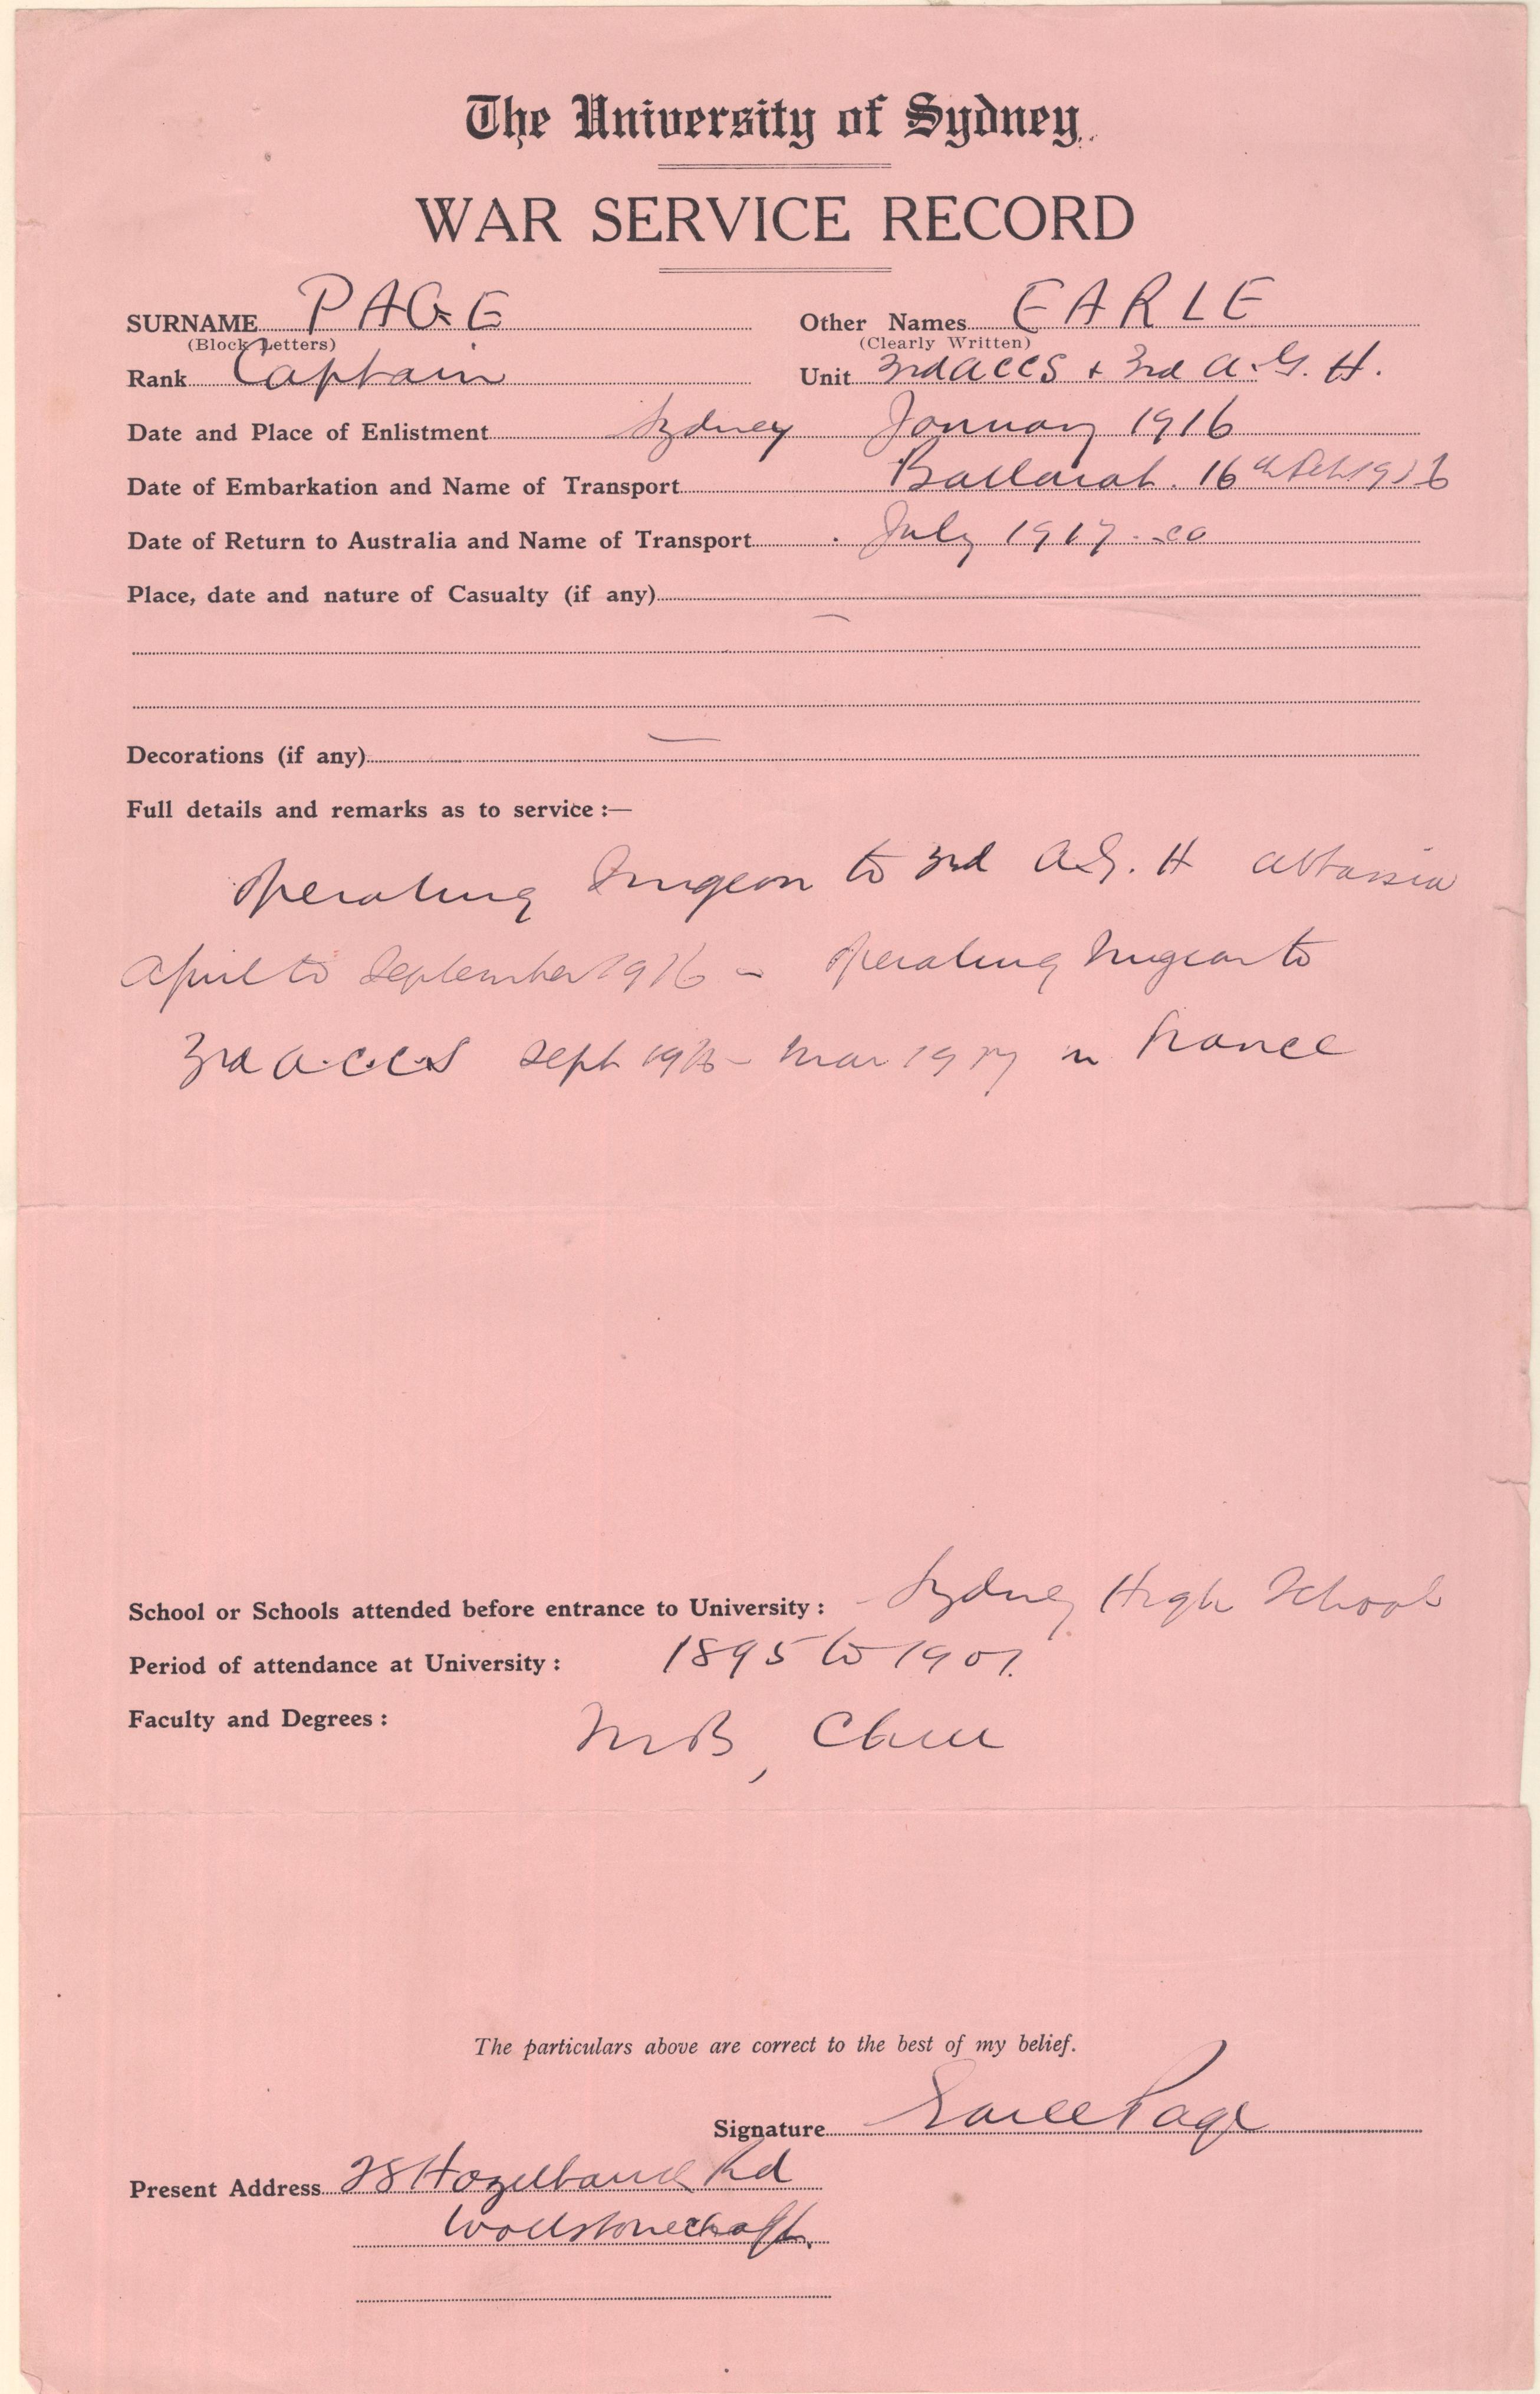 The University of Sydney.
WAR SERVICE RECORD
SURNAME PAGE Other Names EARLE
(Block Letters) (Clearly Written)
Rank Captain Unit 3rd ACCS + 3rd A.G.H.
Date and Place of Enlistment Sydney January 1916
Date of Embarkation and Name of Transport Ballarat. 16th Feb 1916
Date of Return to Australia and Name of Transport July 1917
Place, date and nature of Casualty (if any) —
Decorations (if any) —
Full details and remarks as to service :—
Operating Surgeon to 3rd A.G.H Abbassia
April to September 1916 - Operating Surgeon to
3rd A.C.C.S Sept 1916 - Mar 1917 in France
School or Schools attended before entrance to University : - Sydney High School
Period of attendance at University : 1895 to 1901.
Faculty and Degrees : MB, ChM
The particulars above are correct to the best of my belief.
Signature Earle Page
Present Address 28 Hazelbank Rd
Wollstonecraft.